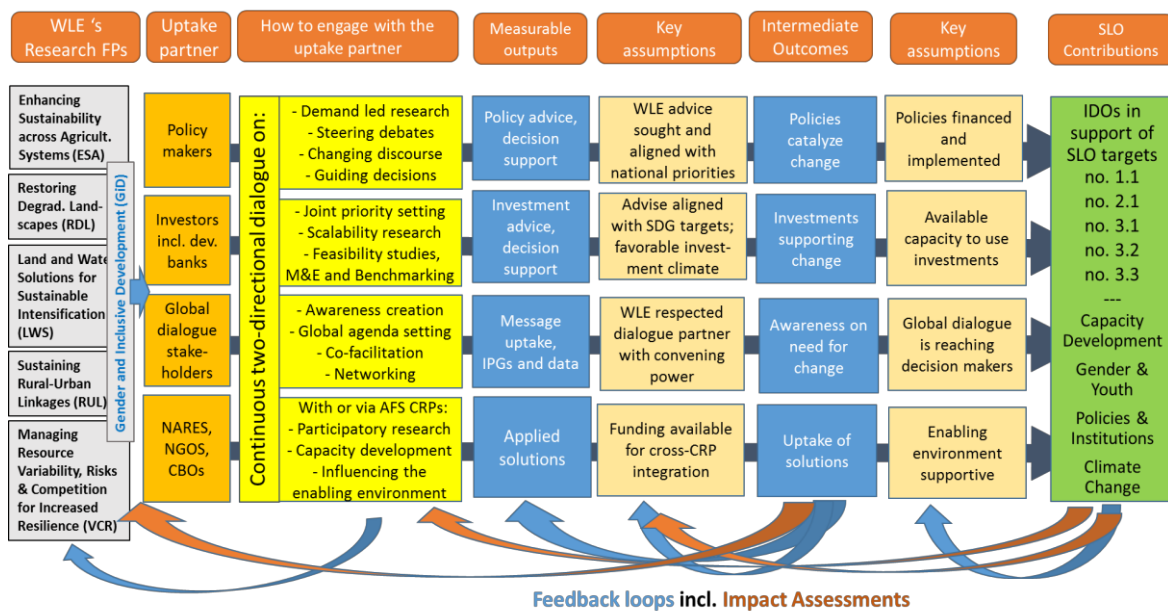 WLE 's
Research FPs
Uptake
partner
How to engage with the
uptake partner
Measurable
outputs
Key
assumptions
Intermediate
Outcomes
Key
assumptions
SLO
Contributions
Enhancing
Sustainability
across Agricult.
Systems (ESA)
Restoring
Degrad. Land-
scapes (RDL)
Land and Wate
Solutions for
Sustainable
Intensification
(LWS)
Sustaining
Rural-Urban
Linkages (RUL)
Managing
Resource
Variability, Risks
& Competition
for Increased
Resilience (VCR)
Gender and Inclusive Development (GiD)
Policy
makers
Investors
incl. dev.
banks
Global
dialogue
stake-
holders
NARES,
NGOS,
CBOs
Continuous two-directional dialogue on:
- Demand led research
- Steering debates
- Changing discourse
- Guiding decisions
- Joint priority setting
- Scalability research
- Feasibility studies,
M&E and Benchmarking
- Awareness creation
- Global agenda setting
- Co-facilitation
- Networking
With or via AFS CRPs:
- Participatory research
- Capacity development
- Influencing the
enabling environment
Policy advice,
decision
support
Investment
advice,
decision
support
Message
uptake,
IPGs and data
Applied
solutions
WLE advice
sought and
aligned with
national priorities
Advise aligned
with SDG targets;
favorable invest-
ment climate
WLE respected
dialogue partner
with convening
power
Funding available
for cross-CRP
integration
Policies
catalyze
change
Investments
supporting
change
Awareness on
need for
change
Uptake of
solutions
Policies financed
and
implemented
Available
capacity to use
investments
Global dialogue
is reaching
decision makers
Enabling
environment
supportive
IDOs in
support of
SLO targets
no. 1.1
no. 2.1
no. 3.1
no. 3.2
no. 3.3
---
Capacity
Development
Gender &
Youth
Policies &
Institutions
Climate
Change
Feedback loops incl. Impact Assessments